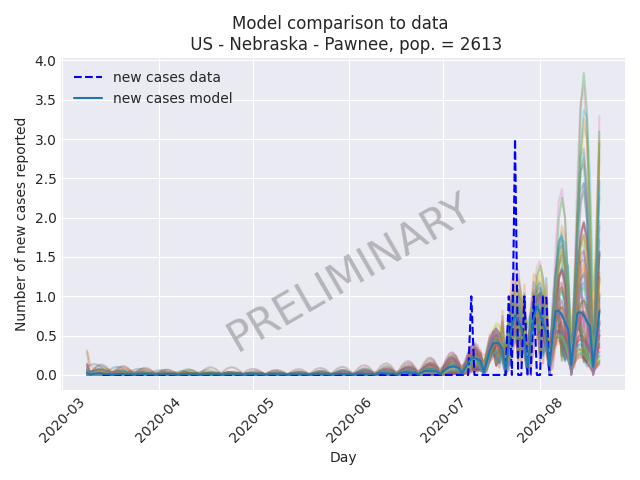 Model comparison to data
US - Nebraska - Pawnee, pop. = 2613
4.0
3.5
3.0
2.5
2.0
1.5
1.0
0.5
0.0
Number of new cases reported
new cases data
new cases model
PRELIMINARY
2020-03
2020-04
2020-05
2020-06
2020-07
2020-08
Day